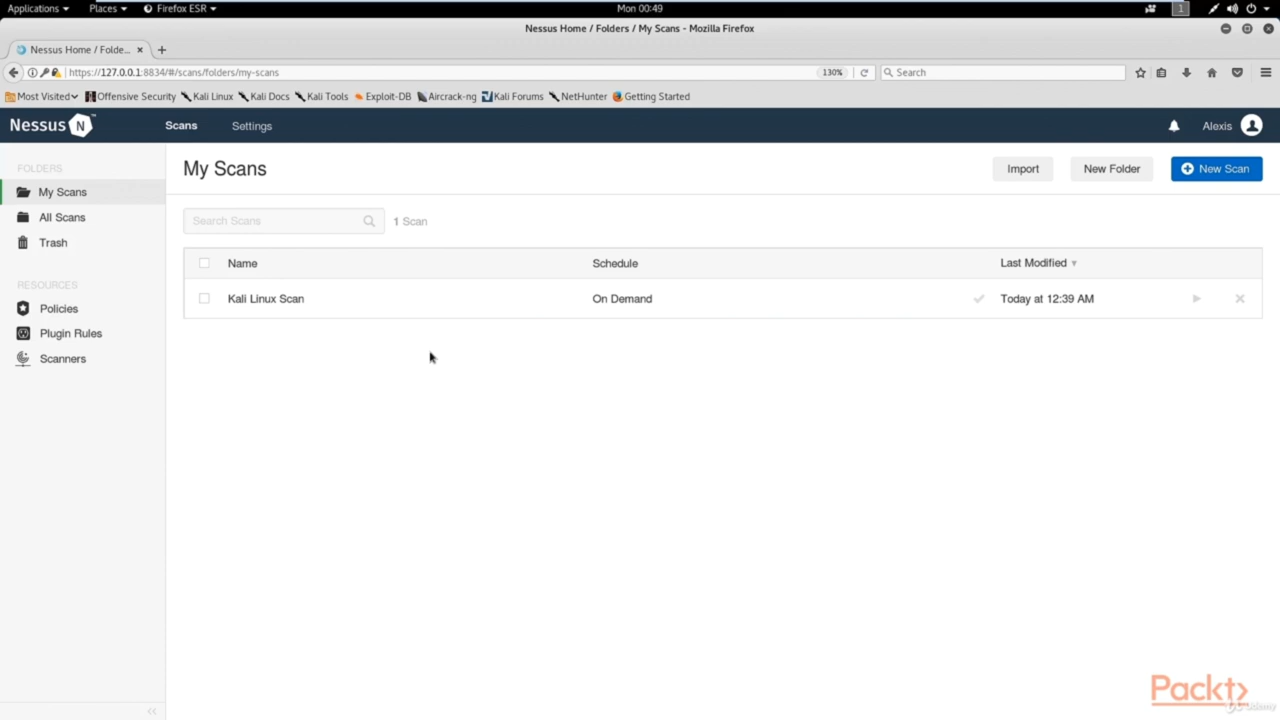 Applications Places Firefox ESR Mon 00:49 1
Nessus Home / Folders / My Scans - Mozilla Firefox
Nessus Home / Folde...
https://127.0.0.1:8834/#/scans/folders/my-scans 130% Search
Most Visited Offensive Security Kali Linux Kali Docs Kali Tools Exploit-DB Aircrack-ng Kali Forums NetHunter Getting Started
Nessus N Scans Settings Alexis
FOLDERS
My Scans
All Scans
Trash
RESOURCES
Policies
Plugin Rules
Scanners
My Scans Import New Folder New Scan
Search Scans 1 Scan
Name Schedule Last Modified
Kali Linux Scan On Demand Today at 12:39 AM
Packt
Udemy